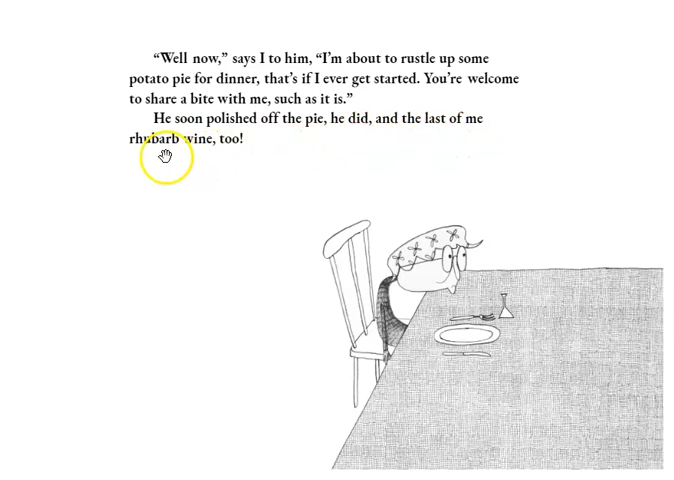 “Well now,” says I to him, “I’m about to rustle up some
potato pie for dinner, that’s if I ever get started. You’re welcome
to share a bite with me, such as it is.”
He soon polished off the pie, he did, and the last of me
rhubarb wine, too!